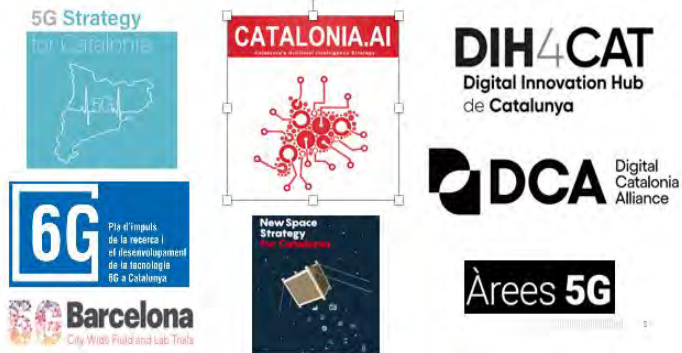 5G Strategy
for Catalonia
5G
CATALONIA.AI
Catalonia's Artificial Intelligence Strategy
DIH4CAT
Digital Innovation Hub
de Catalunya
DCA
Digital
Catalonia
Alliance
6G
Pla d'impuls
de la recerca i
el desenvolupament
de la tecnologia
6G a Catalunya
New Space
Strategy
for Catalonia
5G Barcelona
City Wide Field and Lab Trials
Àrees 5G